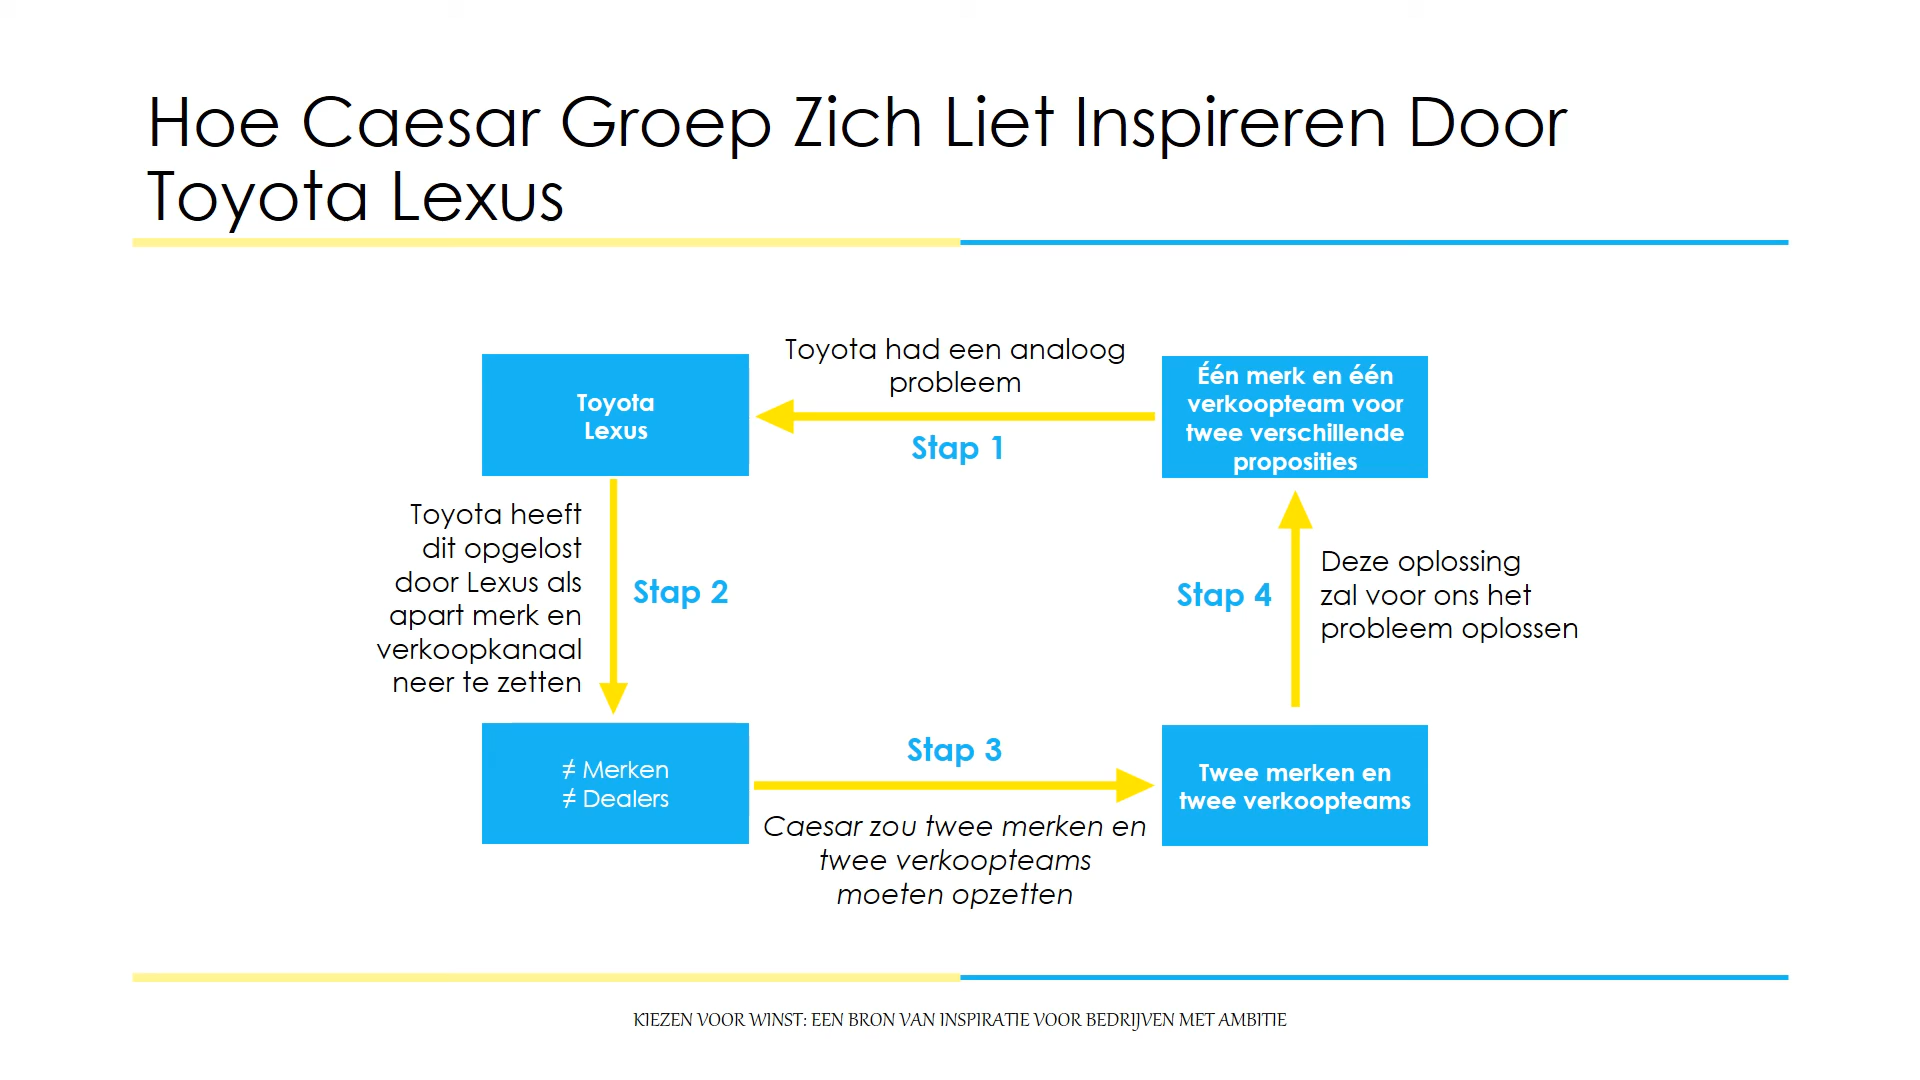 Hoe Caesar Groep Zich Liet Inspireren Door
Toyota Lexus
Toyota had een analoog
probleem
Stap 1
Toyota
Lexus
Één merk en één
verkoopteam voor
twee verschillende
proposities
Toyota heeft
dit opgelost
door Lexus als
apart merk en
verkoopkanaal
neer te zetten
Stap 2
Stap 4
Deze oplossing
zal voor ons het
probleem oplossen
≠ Merken
≠ Dealers
Stap 3
Caesar zou twee merken en
twee verkoopteams
moeten opzetten
Twee merken en
twee verkoopteams
KIEZEN VOOR WINST: EEN BRON VAN INSPIRATIE VOOR BEDRIJVEN MET AMBITIE